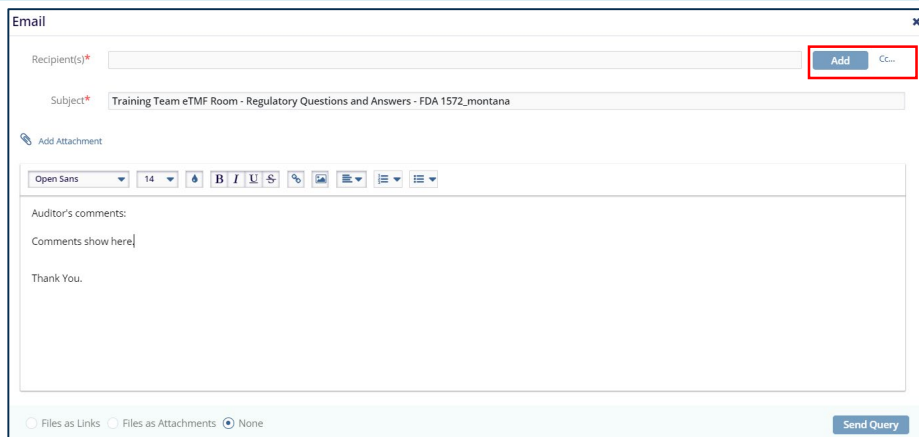 Email
Recipient(s)* Add Cc...
Subject* Training Team eTMF Room - Regulatory Questions and Answers - FDA 1572_montana
Add Attachment
Open Sans 14 B I U S
Auditor's comments:
Comments show here.
Thank You.
Files as Links Files as Attachments None Send Query